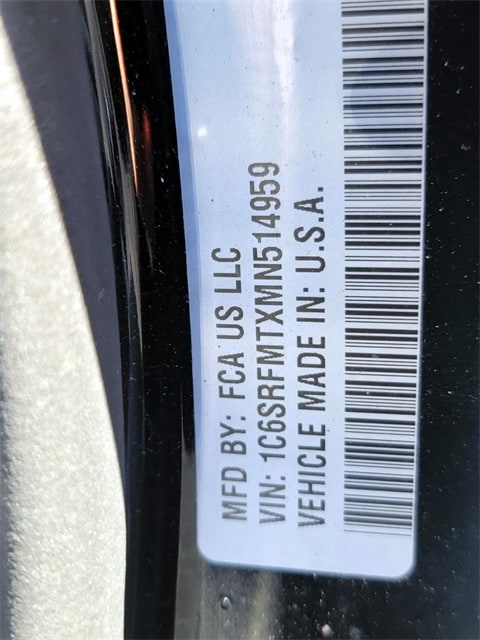 MFD BY: FCA US LLC
VIN: 1C6SRFMTXMN514959
VEHICLE MADE IN: U.S.A.